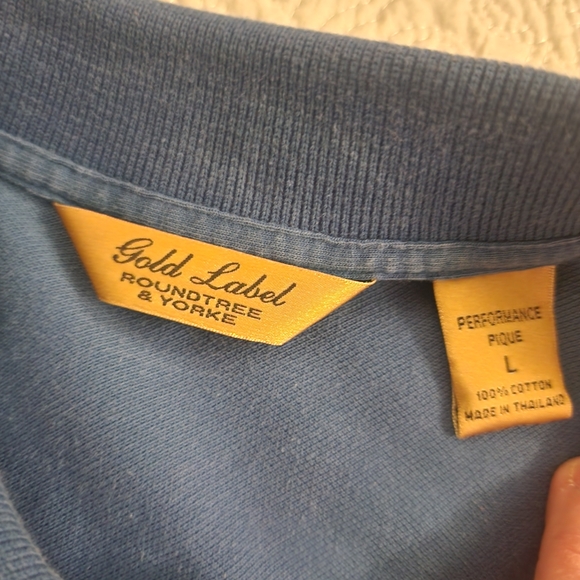 Gold Label
ROUNDTREE
& YORKE
PERFORMANCE
PIQUE
L
100% COTTON
MADE IN THAILAND